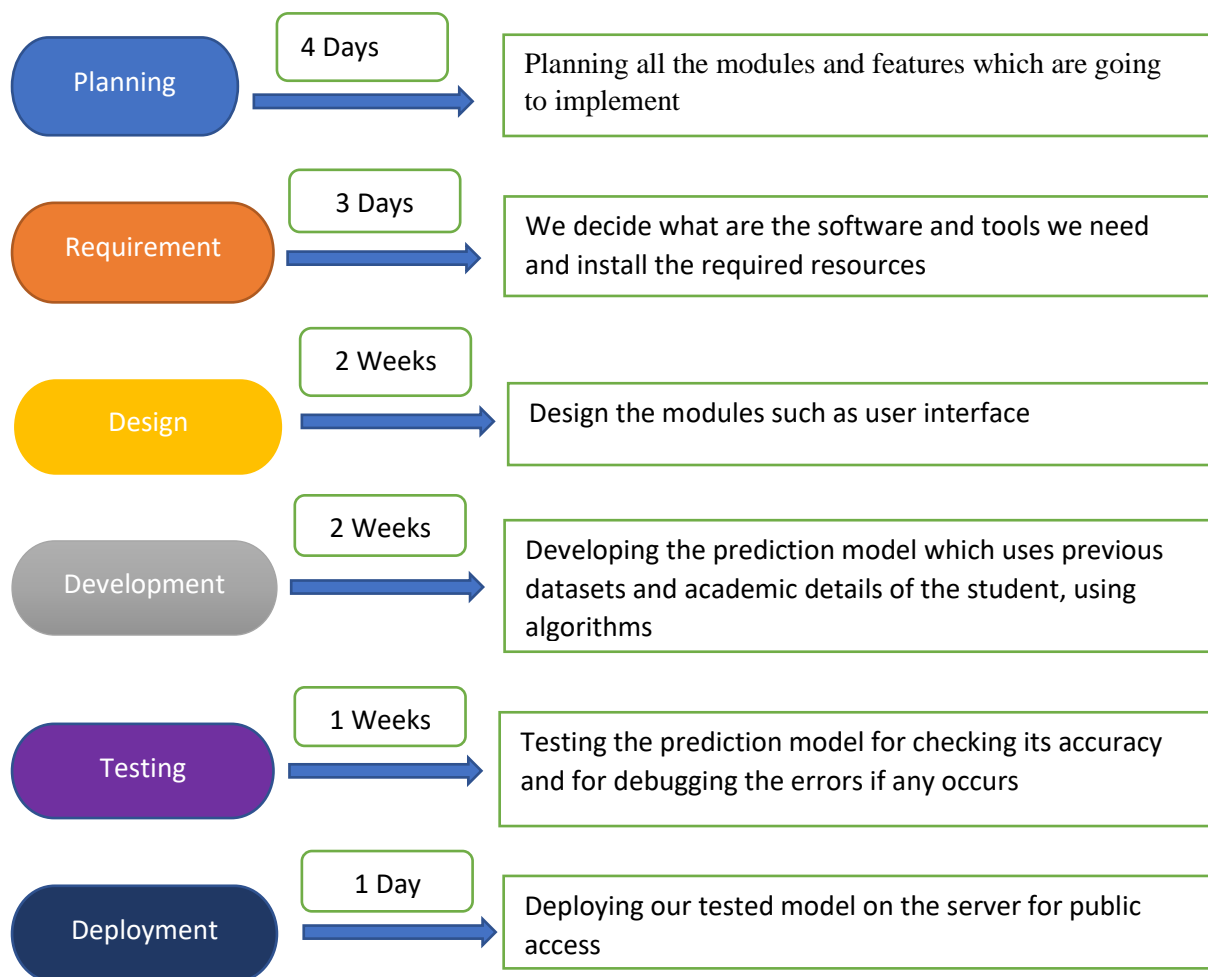 4 Days
Planning
Planning all the modules and features which are going
to implement
3 Days
Requirement
We decide what are the software and tools we need
and install the required resources
2 Weeks
Design
Design the modules such as user interface
2 Weeks
Development
Developing the prediction model which uses previous
datasets and academic details of the student, using
algorithms
1 Weeks
Testing
Testing the prediction model for checking its accuracy
and for debugging the errors if any occurs
1 Day
Deployment
Deploying our tested model on the server for public
access